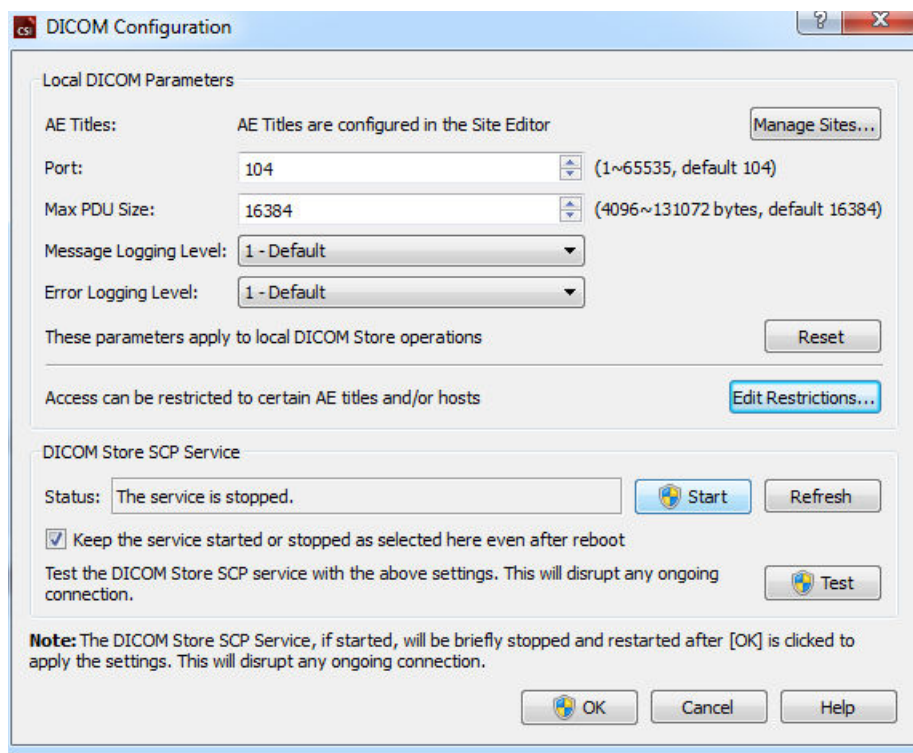 CSI DICOM Configuration ? X
Local DICOM Parameters
AE Titles: AE Titles are configured in the Site Editor Manage Sites...
Port: 104 (1~65535, default 104)
Max PDU Size: 16384 (4096~131072 bytes, default 16384)
Message Logging Level: 1 - Default
Error Logging Level: 1 - Default
These parameters apply to local DICOM Store operations Reset
Access can be restricted to certain AE titles and/or hosts Edit Restrictions...
DICOM Store SCP Service
Status: The service is stopped. Start Refresh
Keep the service started or stopped as selected here even after reboot
Test the DICOM Store SCP service with the above settings. This will disrupt any ongoing
connection. Test
Note: The DICOM Store SCP Service, if started, will be briefly stopped and restarted after [OK] is clicked to
apply the settings. This will disrupt any ongoing connection.
OK Cancel Help